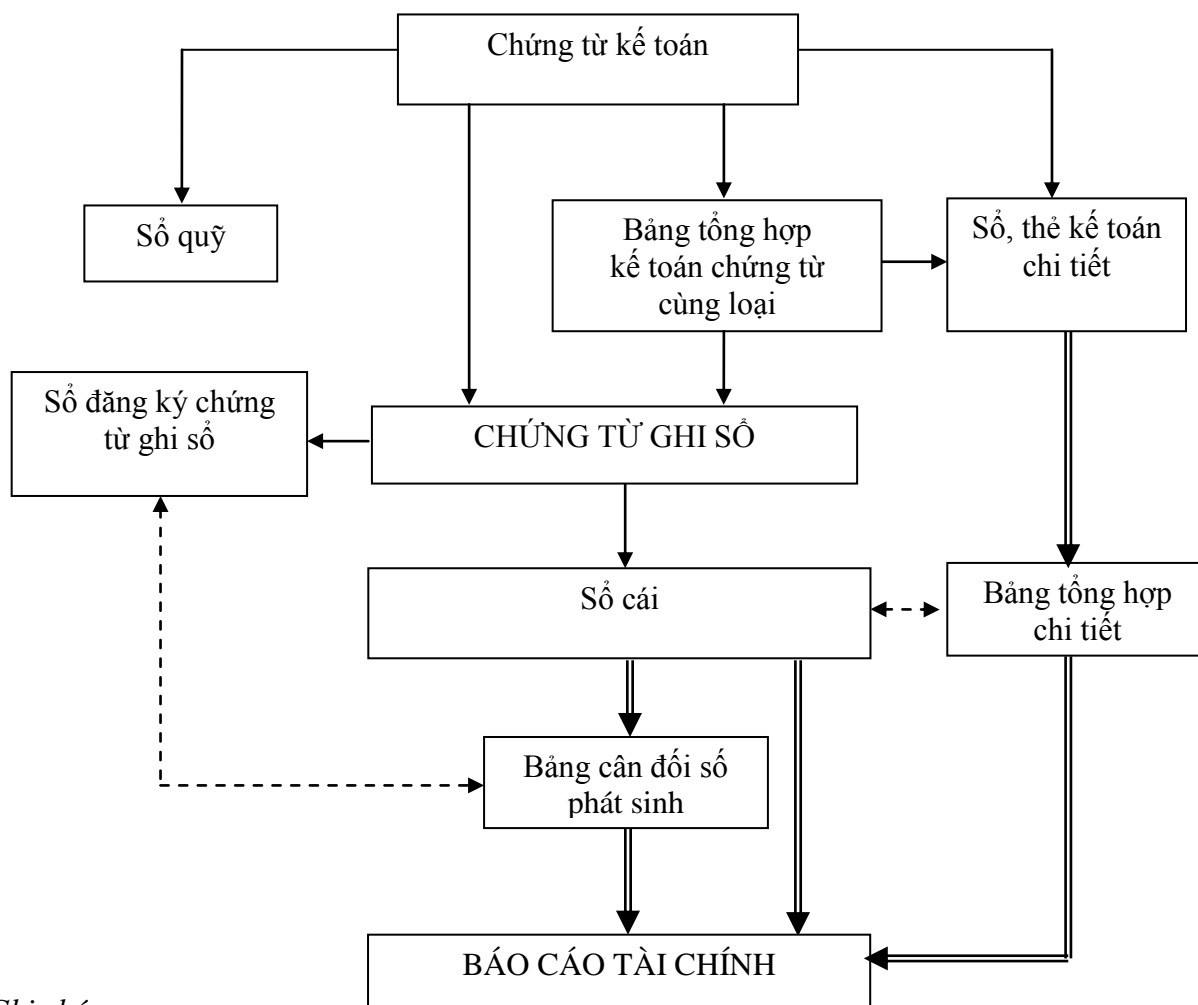 Chứng từ kế toán
Sổ quỹ
Bảng tổng hợp
kế toán chứng từ
cùng loại
Sổ, thẻ kế toán
chi tiết
Sổ đăng ký chứng
từ ghi sổ
CHỨNG TỪ GHI SỔ
Sổ cái
Bảng tổng hợp
chi tiết
Bảng cân đối số
phát sinh
BÁO CÁO TÀI CHÍNH